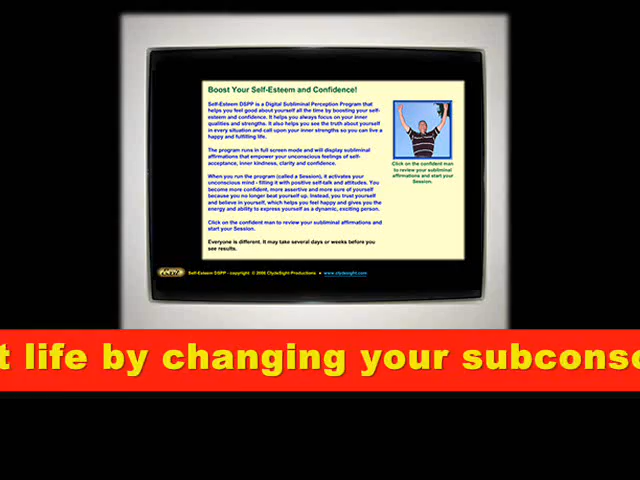 Boost Your Self-Esteem and Confidence!
Self-Esteem DSPP is a Digital Subliminal Perception Program that
helps you feel good about yourself all the time by boosting your self-
esteem and confidence. It helps you always focus on your inner
qualities and strengths. It also helps you see the truth about yourself
in every situation and call upon your inner strengths so you can live a
happy and fulfilling life.
The program runs in full screen mode and will display subliminal
affirmations that empower your unconscious feelings of self-
acceptance, inner kindness, clarity and confidence.
When you run the program (called a Session), it activates your
unconscious mind - filling it with positive self-talk and attitudes. You
become more confident, more assertive and more sure of yourself
because you no longer beat yourself up. Instead, you trust yourself
and believe in yourself, which helps you feel happy and gives you the
energy and ability to express yourself as a dynamic, exciting person.
Click on the confident man to review your subliminal affirmations and
start your Session.
Everyone is different. It may take several days or weeks before you
see results.
Click on the confident man
to review your subliminal
affirmations and start your
Session.
Self-Esteem DSPP - copyright © 2006 ClydeSight Productions • www.clydesight.com
t life by changing your subconsc